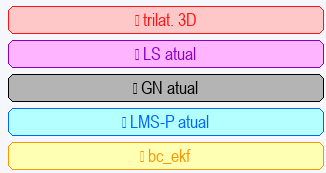 trilat. 3D
LS atual
GN atual
LMS-P atual
bc_ekf